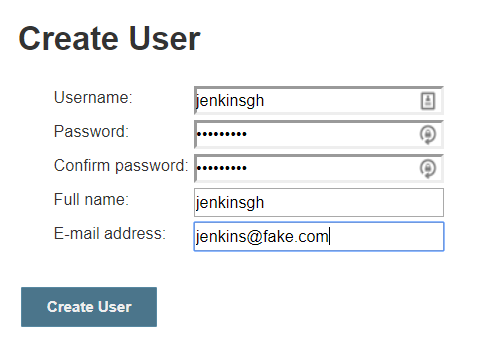 Create User
Username: jenkinsgh
Password: •••••••••
Confirm password: •••••••••
Full name: jenkinsgh
E-mail address: jenkins@fake.com
Create User